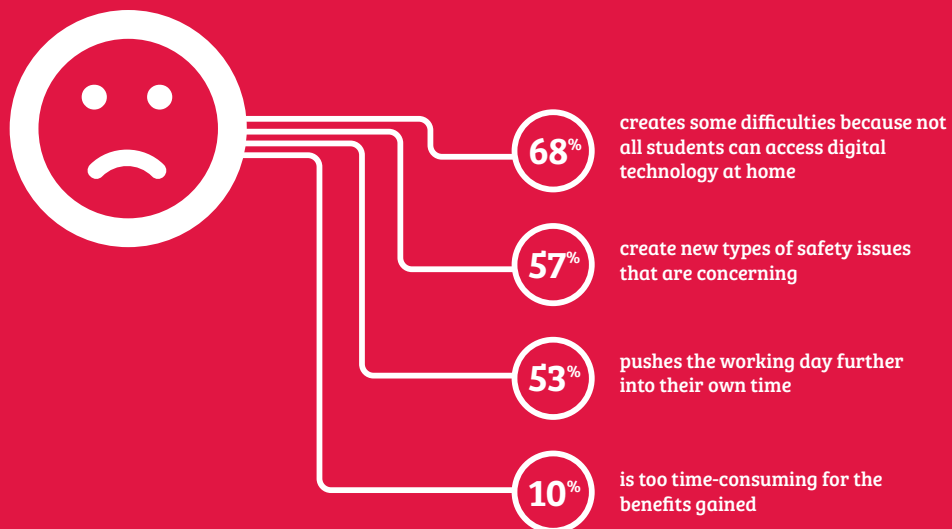 68%
creates some difficulties because not
all students can access digital
technology at home
57%
create new types of safety issues
that are concerning
53%
pushes the working day further
into their own time
10%
is too time-consuming for the
benefits gained